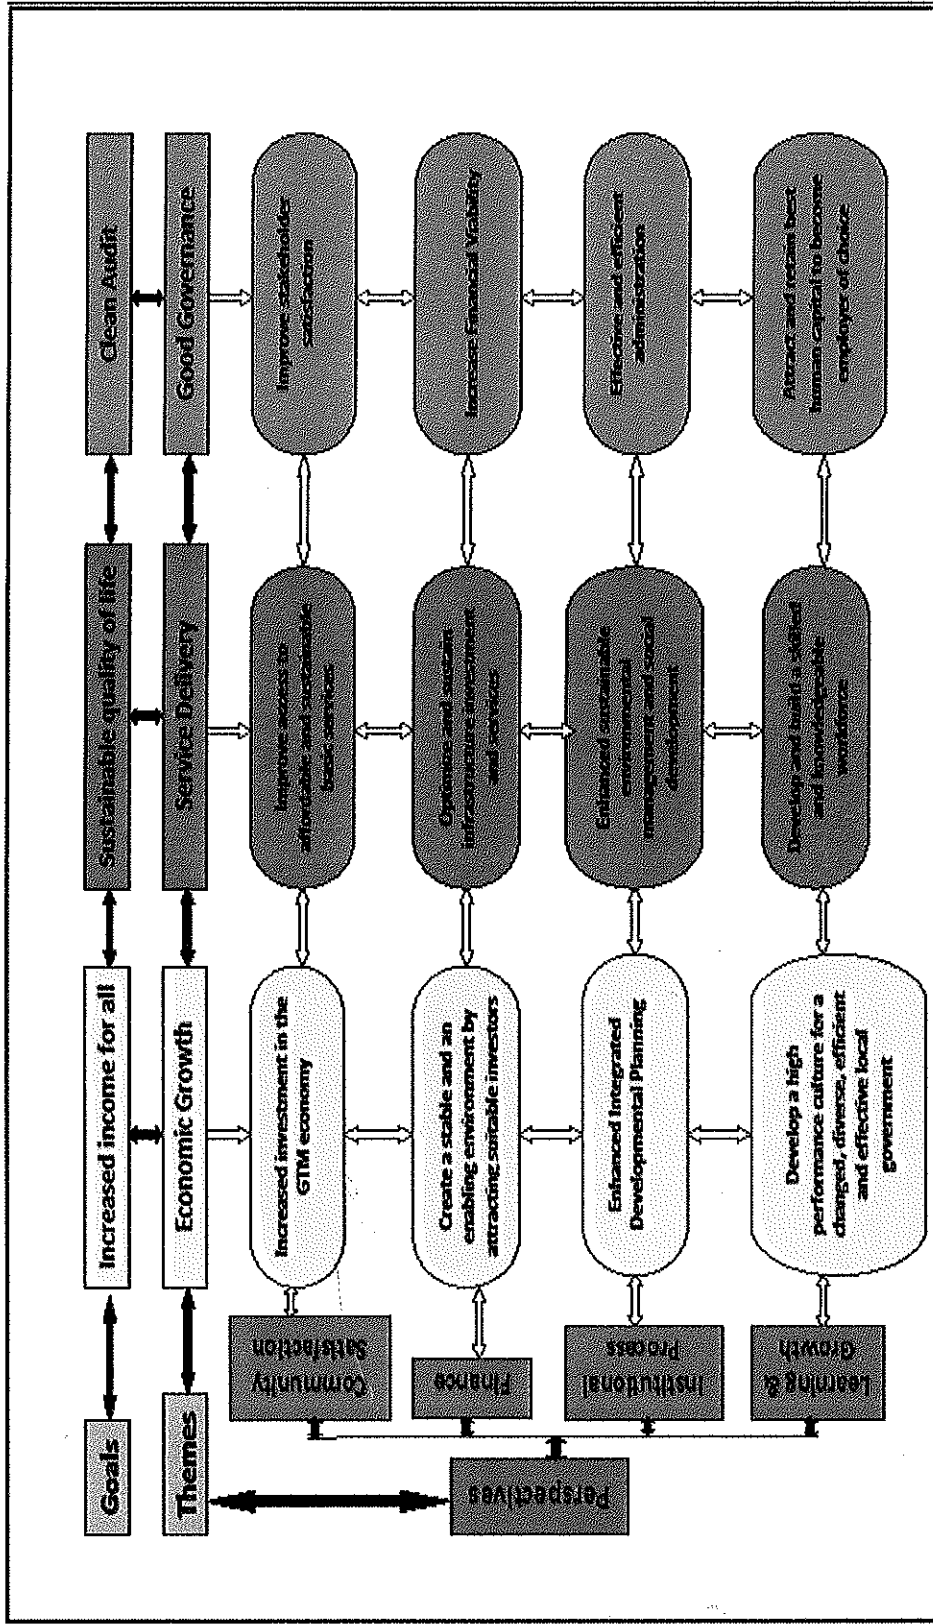 Goals
Increased income for all
Sustainable quality of life
Clean Audit
Themes
Economic Growth
Service Delivery
Good Governance
Perspectives
Community
Satisfaction
Increased investment in the
GTM economy
Improve access to
affordable and sustainable
basic services
Improve stakeholder
satisfaction
Finance
Create a stable and an
enabling environment by
attracting suitable investors
Optimize and sustain
infrastructure investment
and services
Increase Financial Viability
Institutional
Process
Enhanced Integrated
Developmental Planning
Enhanced sustainable
environmental
management and social
development
Effective and efficient
administration
Learning &
Growth
Develop a high
performance culture for a
changed, diverse, efficient
and effective local
government
Develop and build a skilled
and knowledgeable
workforce
Attract and retain best
human capital to become
employer of choice